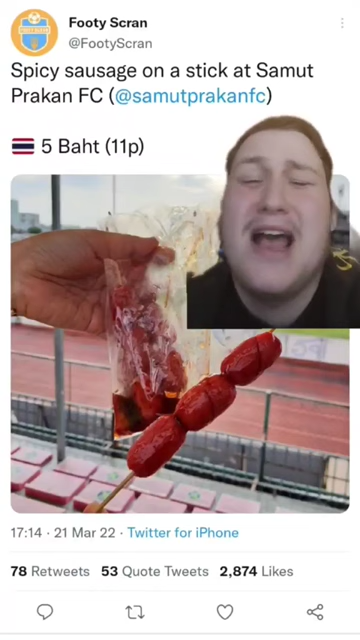 Footy Scran
@FootyScran
Spicy sausage on a stick at Samut
Prakan FC (@samutprakanfc)
5 Baht (11p)
17:14 · 21 Mar 22 · Twitter for iPhone
78 Retweets 53 Quote Tweets 2,874 Likes